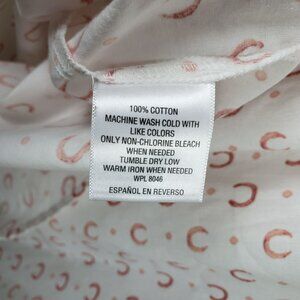 100% COTTON
MACHINE WASH COLD WITH
LIKE COLORS
ONLY NON-CHLORINE BLEACH
WHEN NEEDED
TUMBLE DRY LOW
WARM IRON WHEN NEEDED
WPL 8046
ESPAÑOL EN REVERSO